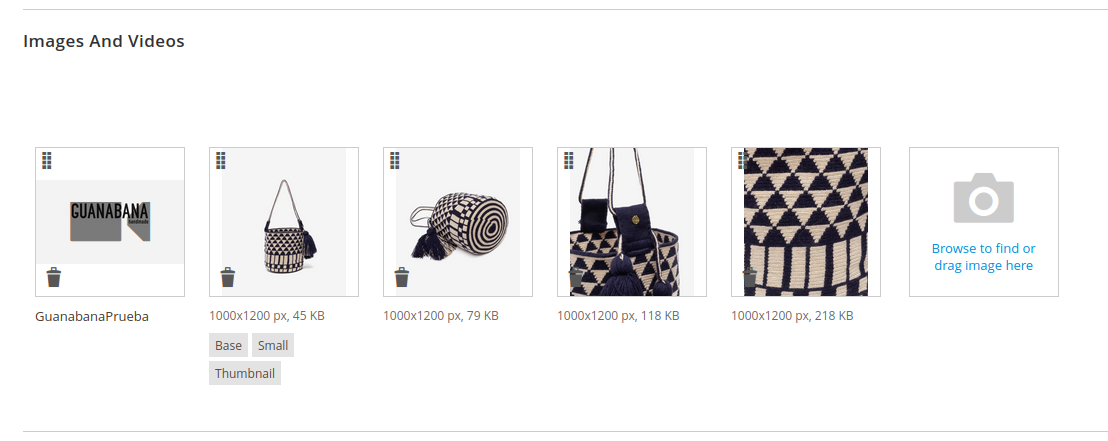 Images And Videos
GUANABANA
handmade
GuanabanaPrueba
1000x1200 px, 45 KB
Base
Small
Thumbnail
1000x1200 px, 79 KB
1000x1200 px, 118 KB
1000x1200 px, 218 KB
Browse to find or
drag image here